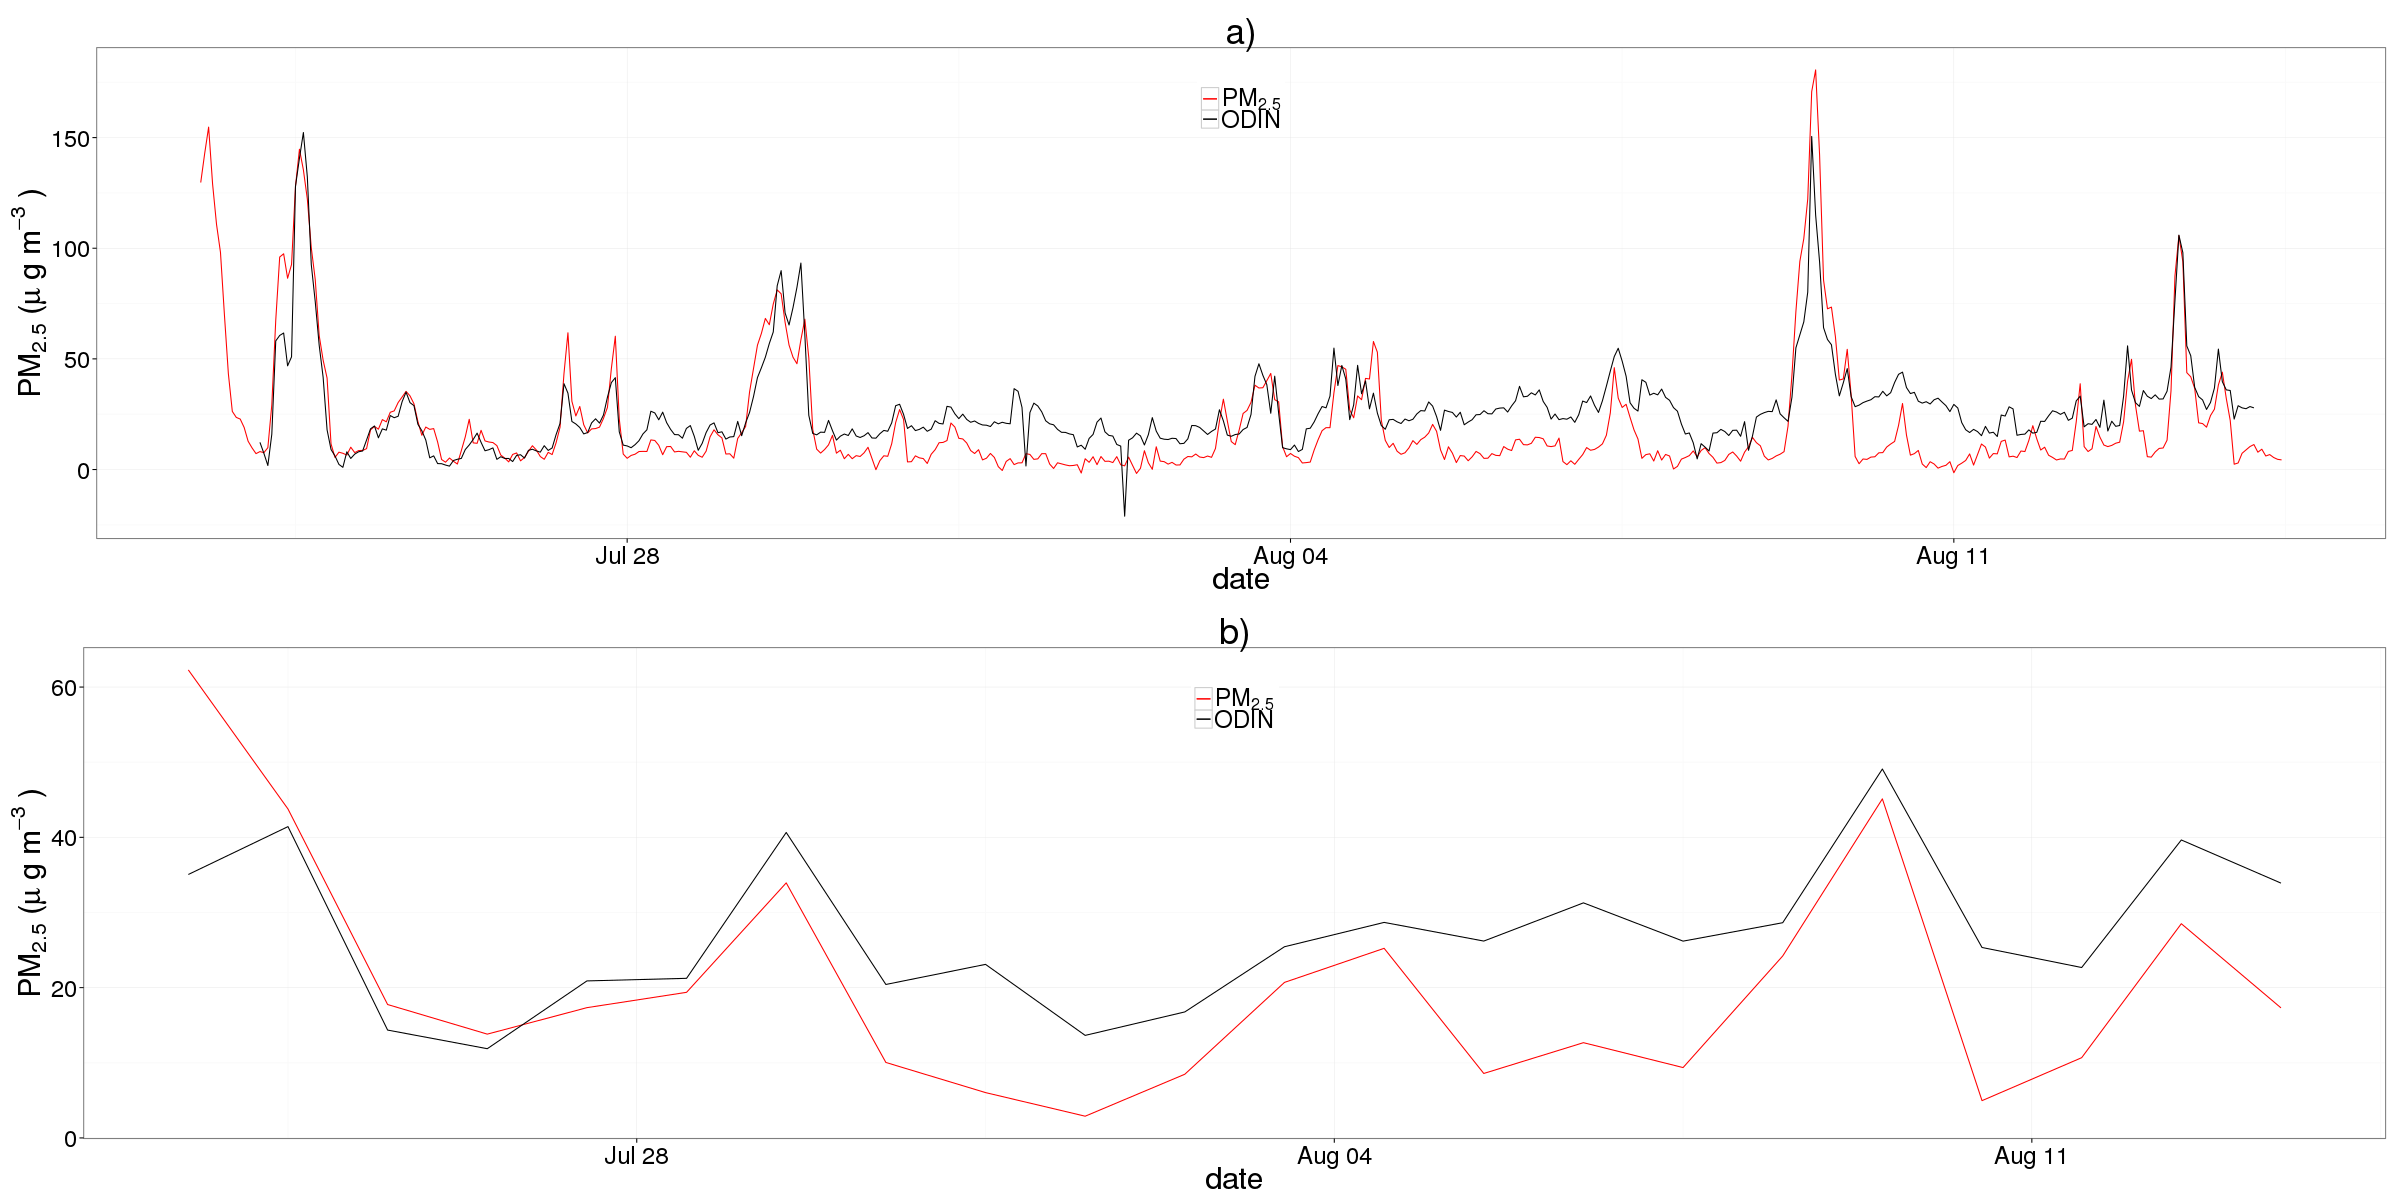 a)
PM2.5
ODIN
PM2.5 (μ g m−3 )
150
100
50
0
Jul 28
Aug 04
Aug 11
date
b)
PM2.5
ODIN
PM2.5 (μ g m−3 )
60
40
20
0
Jul 28
Aug 04
Aug 11
date